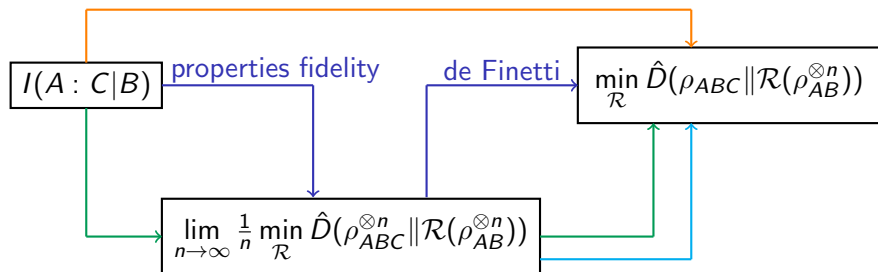 properties fidelity
de Finetti
I(A : C|B)
min_R D̂(ρ_ABC‖R(ρ_AB^⊗n))
lim_{n→∞} 1/n min_R D̂(ρ_ABC^⊗n‖R(ρ_AB^⊗n))